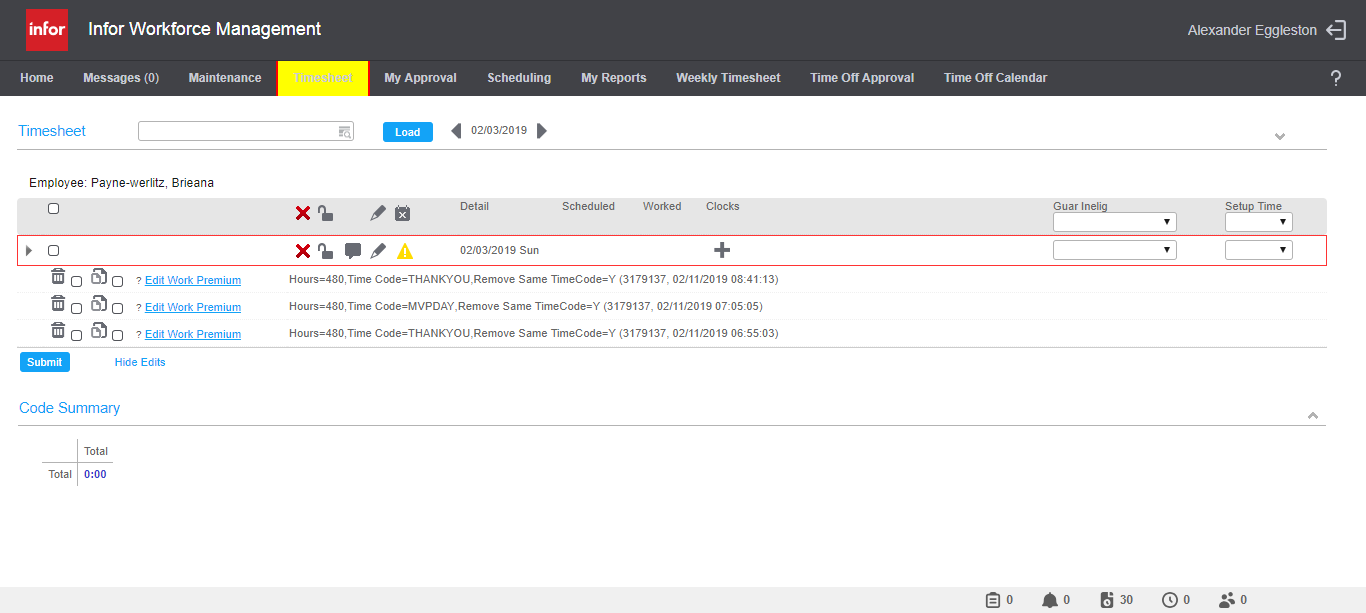 infor Infor Workforce Management Alexander Eggleston
Home Messages (0) Maintenance Timesheet My Approval Scheduling My Reports Weekly Timesheet Time Off Approval Time Off Calendar ?
Timesheet Load 02/03/2019
Employee: Payne-werlitz, Brieana
Detail Scheduled Worked Clocks Guar Inelig Setup Time
02/03/2019 Sun
? Edit Work Premium Hours=480,Time Code=THANKYOU,Remove Same TimeCode=Y (3179137, 02/11/2019 08:41:13)
? Edit Work Premium Hours=480,Time Code=MVPDAY,Remove Same TimeCode=Y (3179137, 02/11/2019 07:05:05)
? Edit Work Premium Hours=480,Time Code=THANKYOU,Remove Same TimeCode=Y (3179137, 02/11/2019 06:55:03)
Submit Hide Edits
Code Summary
Total
Total 0:00
0 0 30 0 0